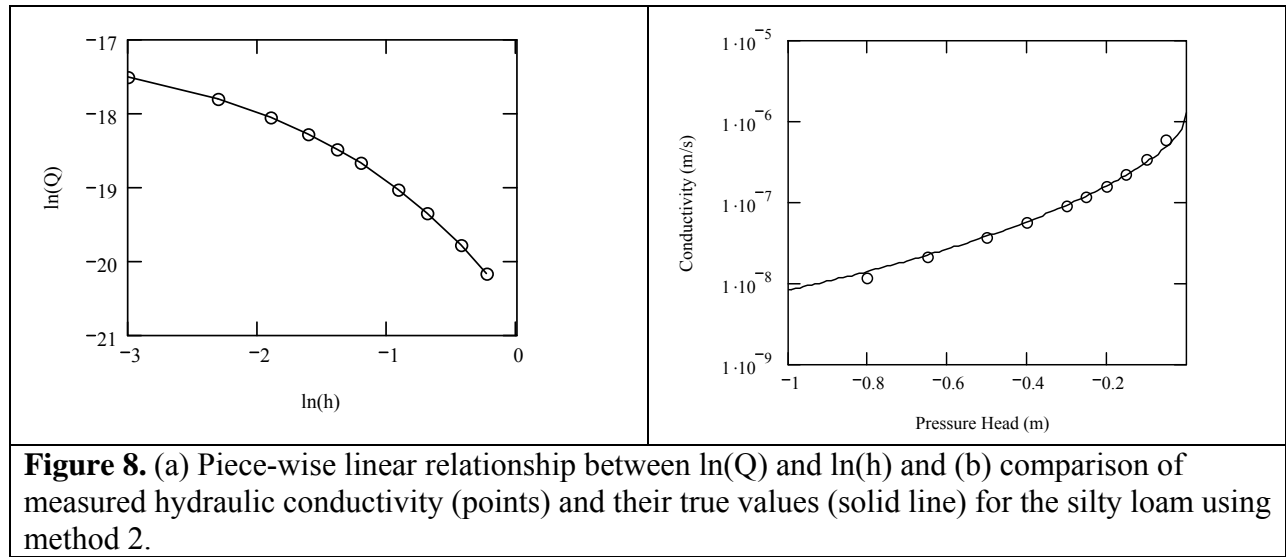 −17
−18
−19
−20
−21
ln(Q)
−3
−2
−1
0
ln(h)
1·10⁻⁵
1·10⁻⁶
1·10⁻⁷
1·10⁻⁸
1·10⁻⁹
Conductivity (m/s)
−1
−0.8
−0.6
−0.4
−0.2
Pressure Head (m)
Figure 8. (a) Piece-wise linear relationship between ln(Q) and ln(h) and (b) comparison of
measured hydraulic conductivity (points) and their true values (solid line) for the silty loam using
method 2.